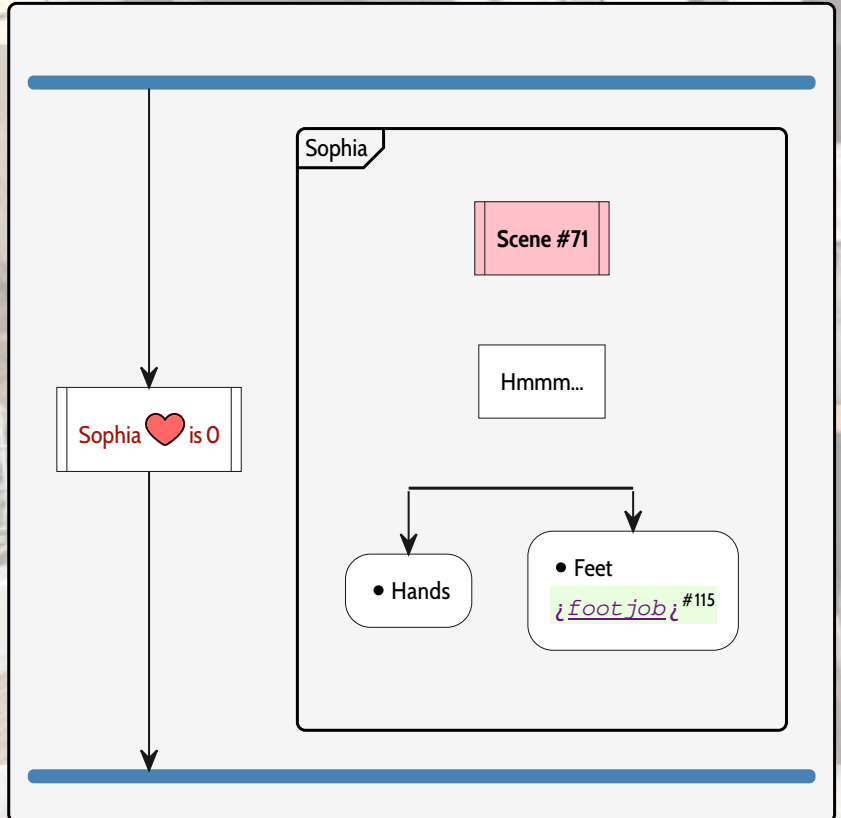 Sophia
Scene #71
Hmmm...
Sophia is 0
• Hands
• Feet
¿footjob¿#115